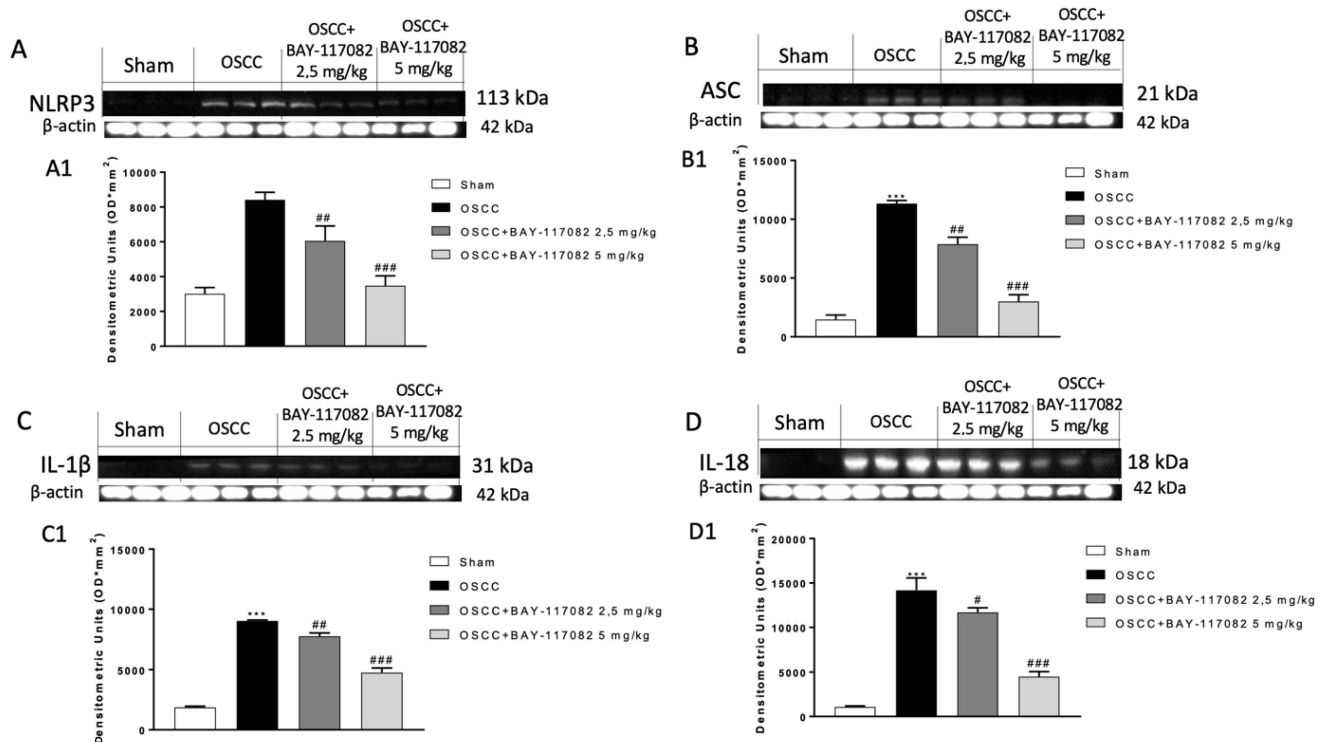 A
Sham
OSCC
OSCC+
BAY-117082
2,5 mg/kg
OSCC+
BAY-117082
5 mg/kg
NLRP3
113 kDa
β-actin
42 kDa
A1
Densitometric Units (OD*mm²)
10000
8000
6000
4000
2000
0
##
###
Sham
OSCC
OSCC+BAY-117082 2,5 mg/kg
OSCC+BAY-117082 5 mg/kg
B
Sham
OSCC
OSCC+
BAY-117082
2,5 mg/kg
OSCC+
BAY-117082
5 mg/kg
ASC
21 kDa
β-actin
42 kDa
B1
Densitometric Units (OD*mm²)
15000
10000
5000
0
***
##
###
Sham
OSCC
OSCC+BAY-117082 2,5 mg/kg
OSCC+BAY-117082 5 mg/kg
C
Sham
OSCC
OSCC+
BAY-117082
2.5 mg/kg
OSCC+
BAY-117082
5 mg/kg
IL-1β
31 kDa
β-actin
42 kDa
C1
Densitometric Units (OD*mm²)
15000
10000
5000
0
***
##
###
Sham
OSCC
OSCC+BAY-117082 2,5 mg/kg
OSCC+BAY-117082 5 mg/kg
D
Sham
OSCC
OSCC+
BAY-117082
2.5 mg/kg
OSCC+
BAY-117082
5 mg/kg
IL-18
18 kDa
β-actin
42 kDa
D1
Densitometric Units (OD*mm²)
20000
15000
10000
5000
0
***
#
###
Sham
OSCC
OSCC+BAY-117082 2,5 mg/kg
OSCC+BAY-117082 5 mg/kg